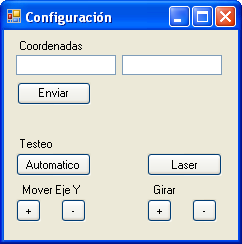 Configuración
Coordenadas
Enviar
Testeo
Automatico Laser
Mover Eje Y Girar
+ - + -